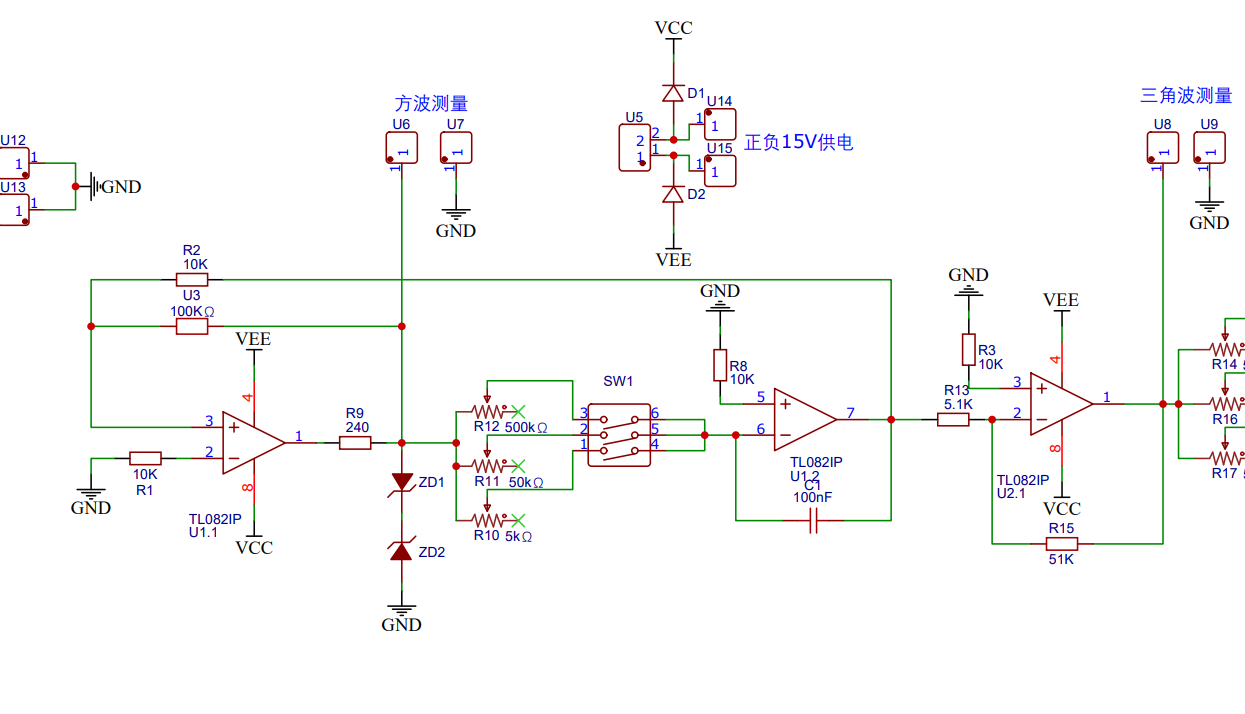 VCC
D1
U14
1
1
U5
2
2
1
1
U15
1
1
正负15V供电
D2
VEE
方波测量
U6
1
1
U7
1
1
GND
三角波测量
U8
1
1
U9
1
1
GND
U12
1
1
U13
1
1
GND
R2
10K
U3
100KΩ
VEE
4
3
2
1
8
10K
R1
GND
TL082IP
U1.1
VCC
R9
240
ZD1
ZD2
GND
R12
500kΩ
R11
50kΩ
R10
5kΩ
SW1
3
2
1
6
5
4
GND
R8
10K
5
6
7
TL082IP
U1.2
C1
100nF
GND
R3
10K
R13
5.1K
VEE
4
3
2
1
8
TL082IP
U2.1
VCC
R15
51K
R14
R16
R17